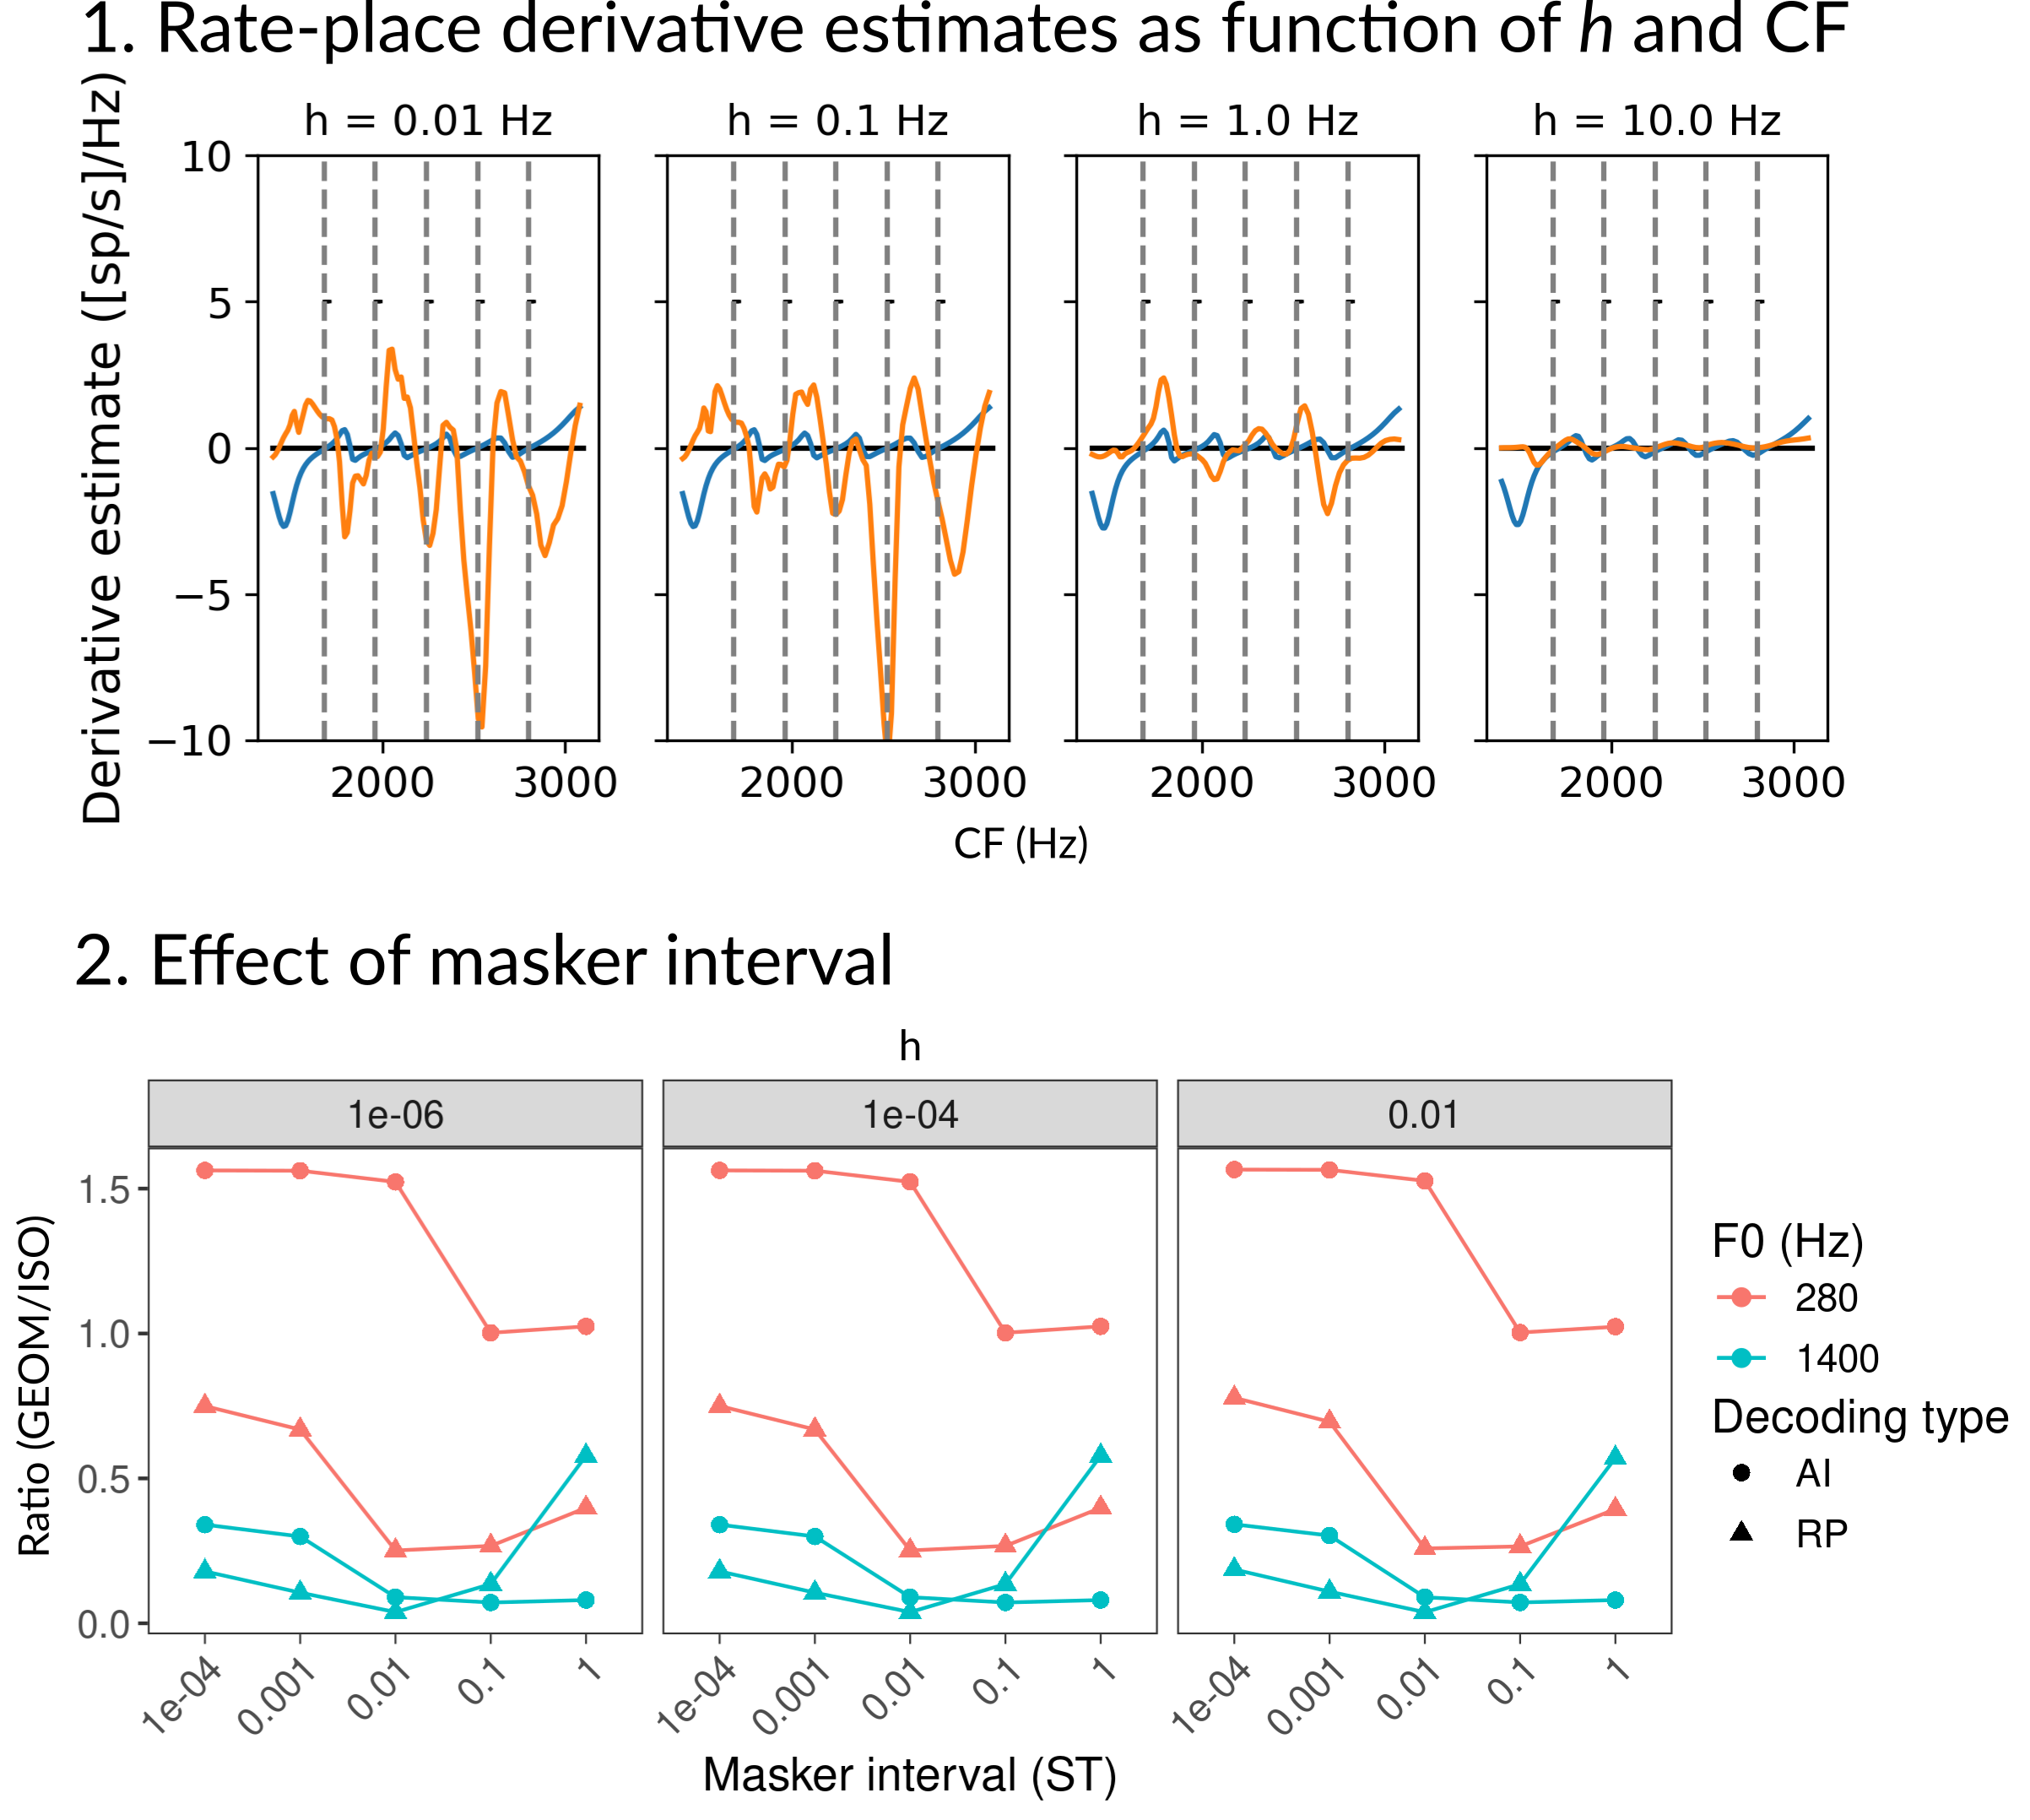 1. Rate-place derivative estimates as function of h and CF
Derivative estimate ([sp/s]/Hz)
h = 0.01 Hz
h = 0.1 Hz
h = 1.0 Hz
h = 10.0 Hz
10
5
0
−5
−10
2000
3000
2000
3000
2000
3000
2000
3000
CF (Hz)
2. Effect of masker interval
h
1e-06
1e-04
0.01
Ratio (GEOM/ISO)
1.5
1.0
0.5
0.0
1e-04
0.001
0.01
0.1
1
1e-04
0.001
0.01
0.1
1
1e-04
0.001
0.01
0.1
1
Masker interval (ST)
F0 (Hz)
280
1400
Decoding type
AI
RP